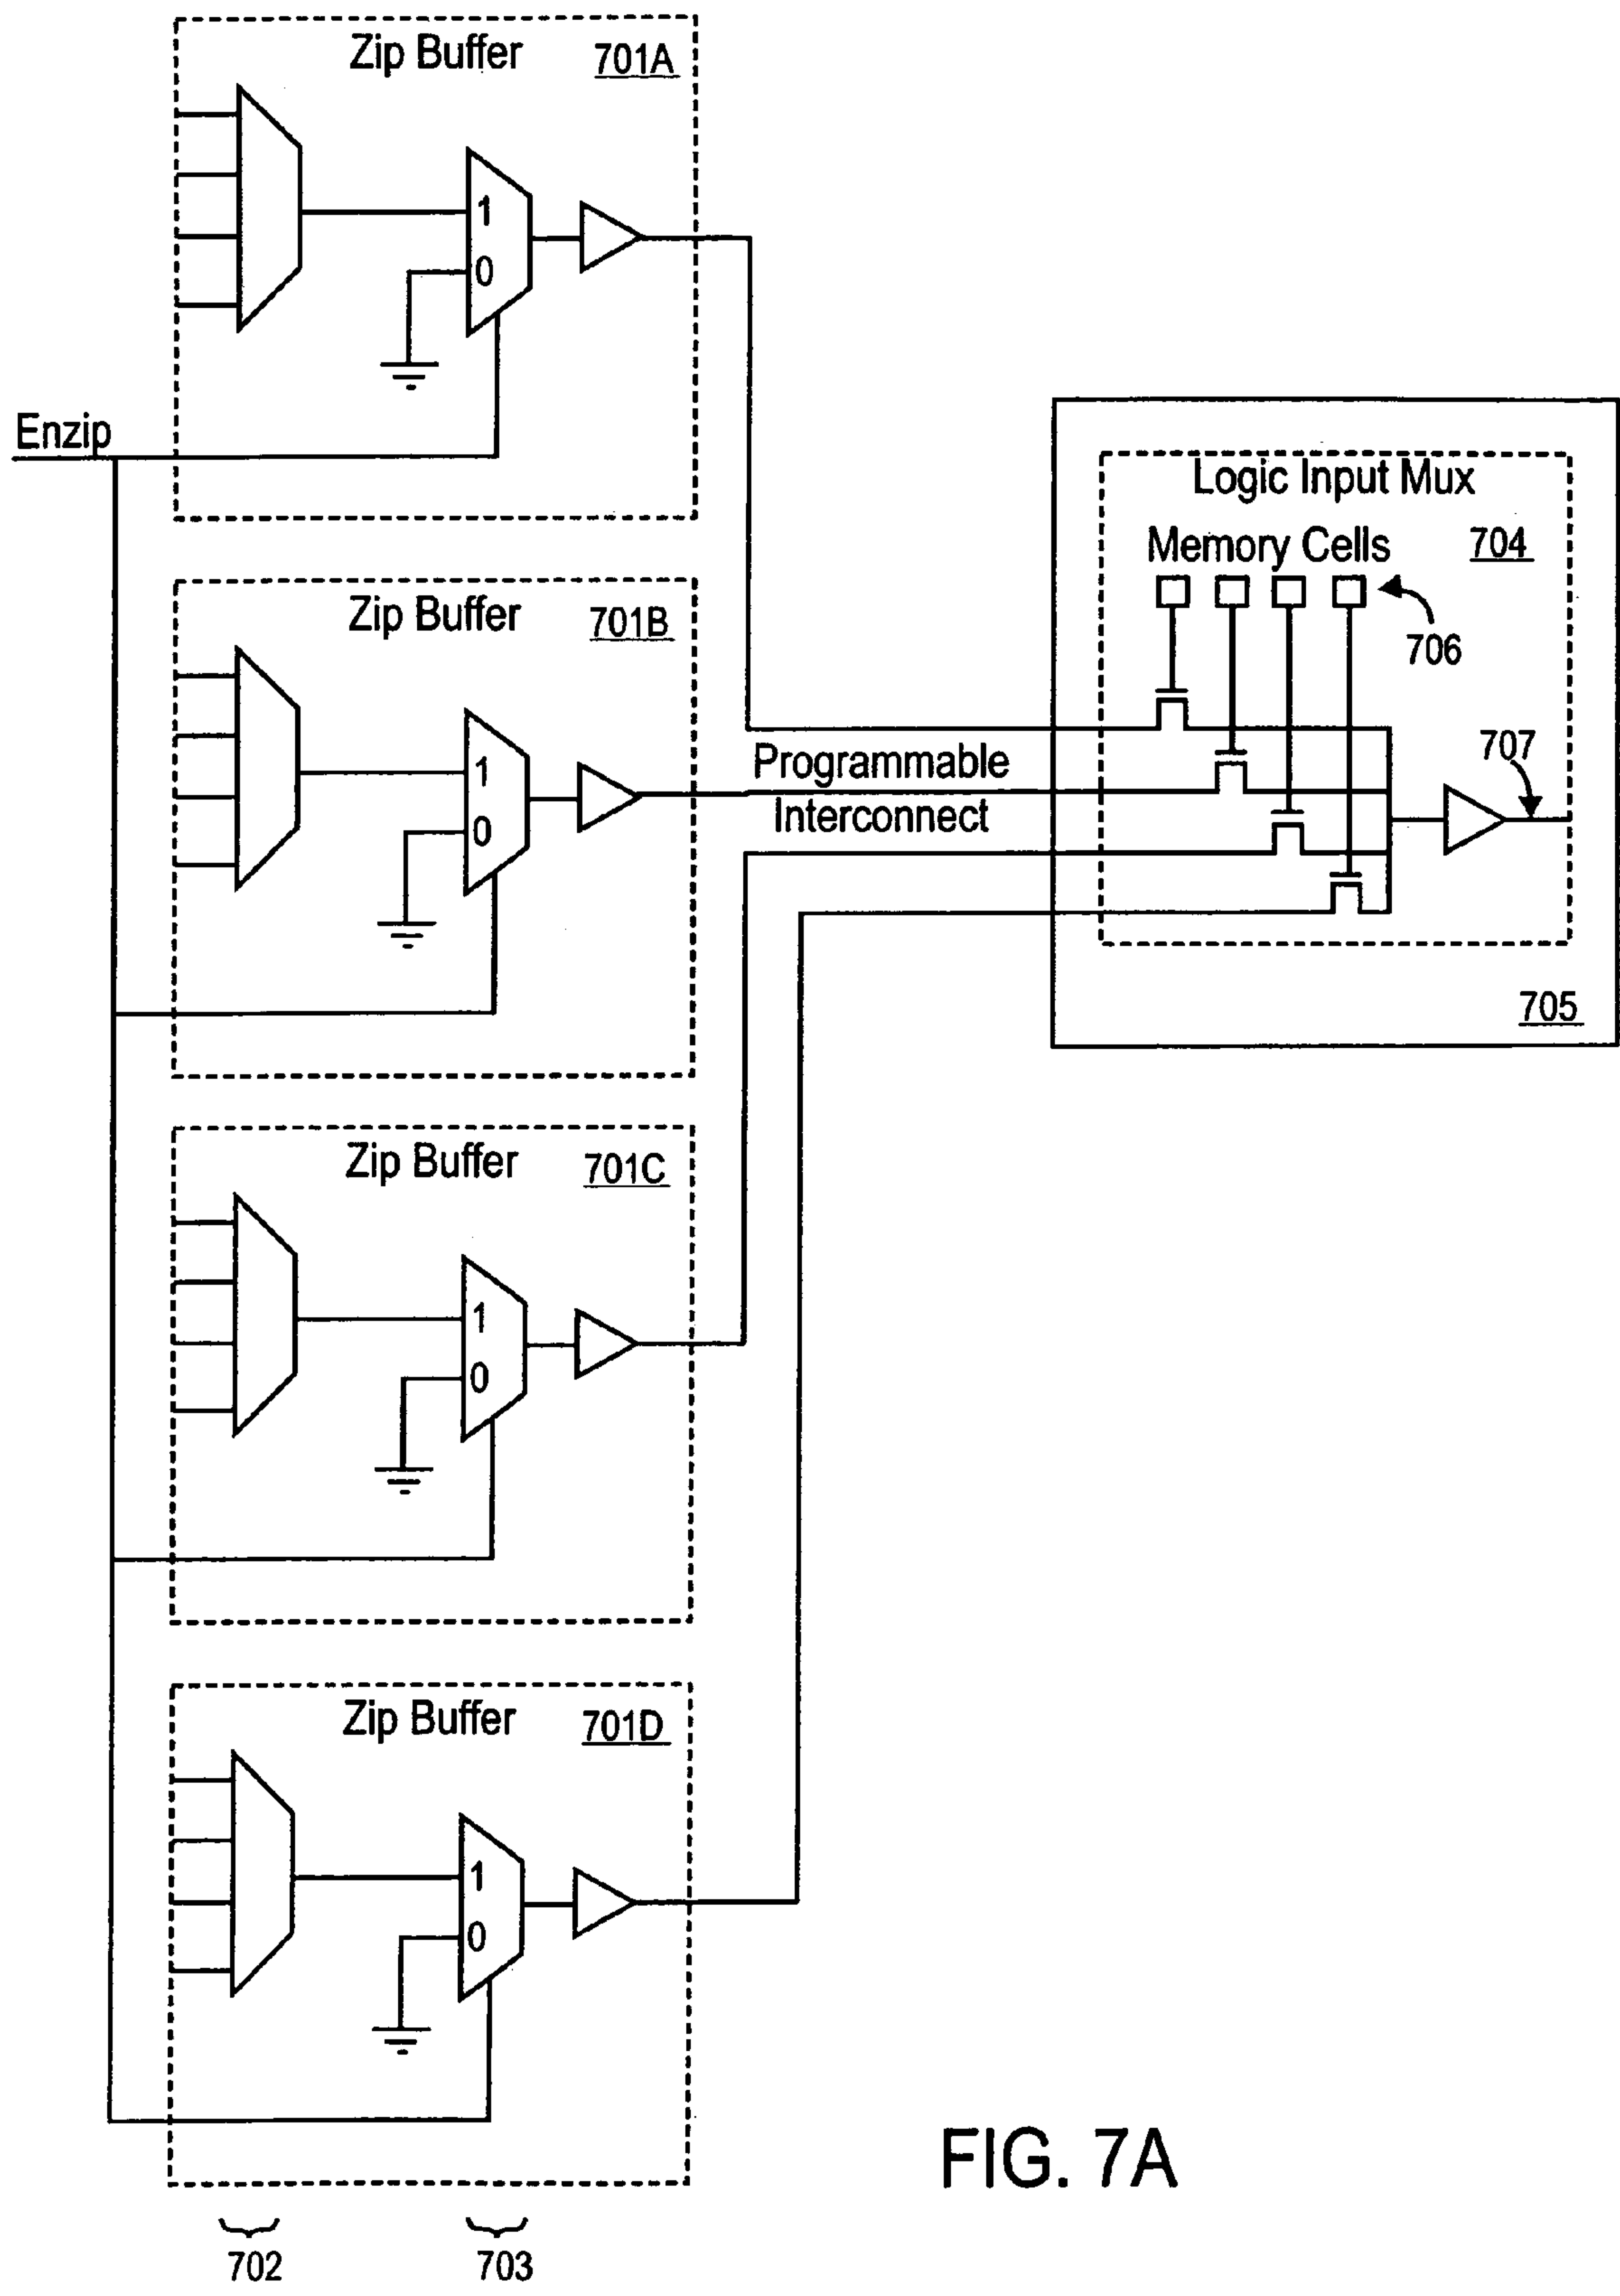 Zip Buffer 701A
1
0
Enzip
Logic Input Mux
Memory Cells 704
706
Zip Buffer 701B
1
0
Programmable
Interconnect
707
705
Zip Buffer 701C
1
0
Zip Buffer 701D
1
0
FIG. 7A
702 703